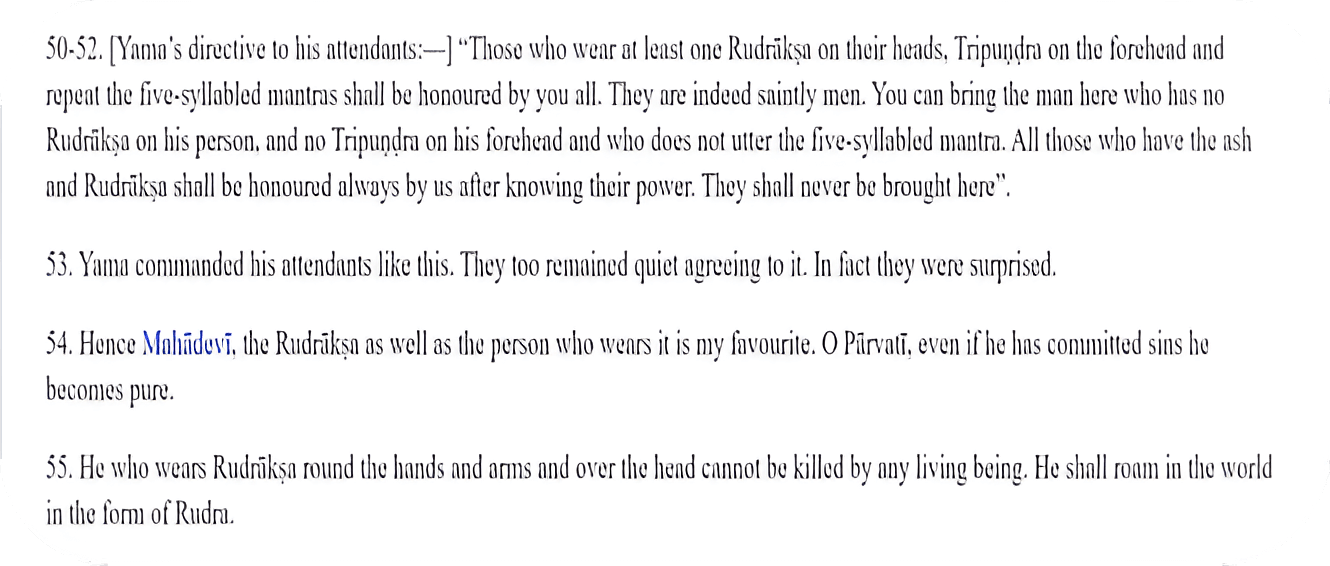 50-52. [Yama's directive to his attendants:—] “Those who wear at least one Rudrākṣa on their heads, Tripuṇḍra on the forehead and
repeat the five-syllabled mantras shall be honoured by you all. They are indeed saintly men. You can bring the man here who has no
Rudrākṣa on his person, and no Tripuṇḍra on his forehead and who does not utter the five-syllabled mantra. All those who have the ash
and Rudrākṣa shall be honoured always by us after knowing their power. They shall never be brought here”.
53. Yama commanded his attendants like this. They too remained quiet agreeing to it. In fact they were surprised.
54. Hence Mahādevī, the Rudrākṣa as well as the person who wears it is my favourite. O Pārvatī, even if he has committed sins he
becomes pure.
55. He who wears Rudrākṣa round the hands and arms and over the head cannot be killed by any living being. He shall roam in the world
in the form of Rudra.